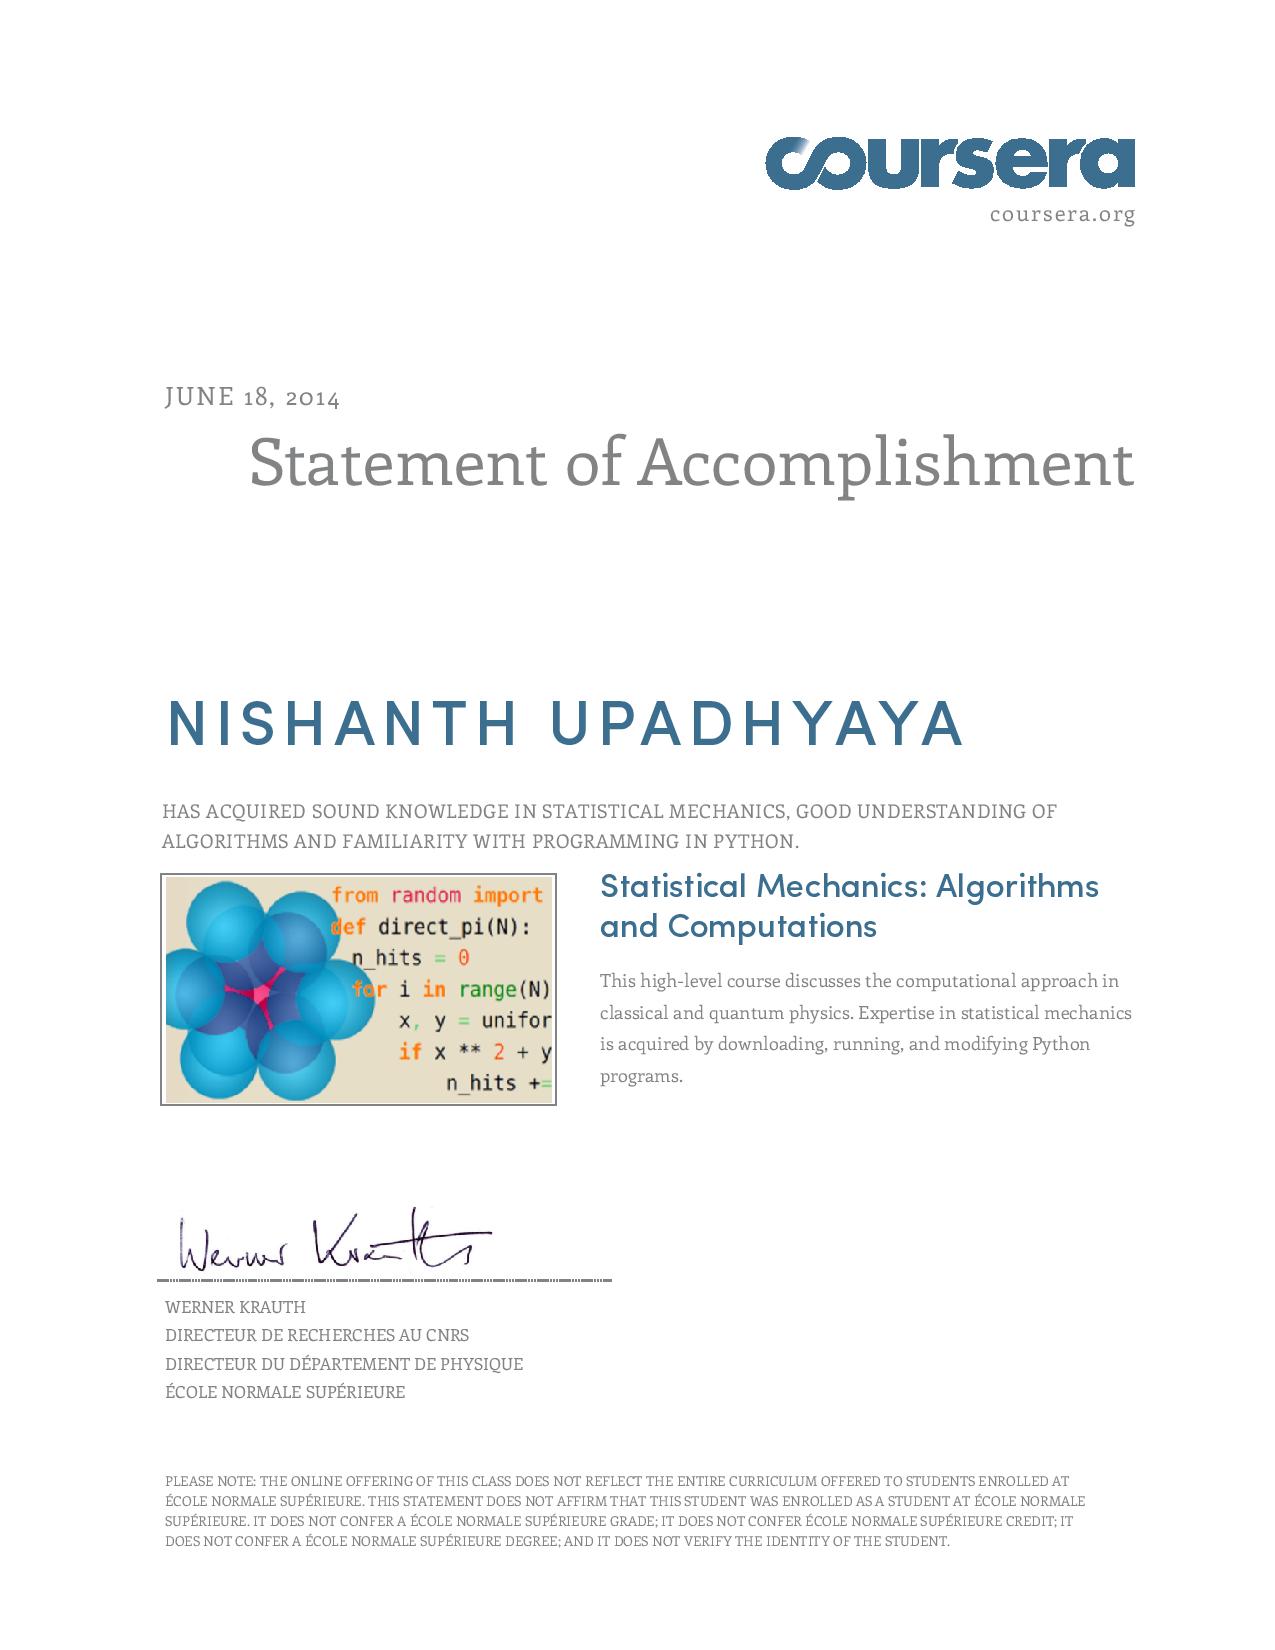 coursera
coursera.org
JUNE 18, 2014
Statement of Accomplishment
NISHANTH UPADHYAYA
HAS ACQUIRED SOUND KNOWLEDGE IN STATISTICAL MECHANICS, GOOD UNDERSTANDING OF
ALGORITHMS AND FAMILIARITY WITH PROGRAMMING IN PYTHON.
from random import
def direct_pi(N):
n_hits = 0
for i in range(N)
x, y = unifor
if x ** 2 + y
n_hits +=
Statistical Mechanics: Algorithms
and Computations
This high-level course discusses the computational approach in
classical and quantum physics. Expertise in statistical mechanics
is acquired by downloading, running, and modifying Python
programs.
Werner Krauth
WERNER KRAUTH
DIRECTEUR DE RECHERCHES AU CNRS
DIRECTEUR DU DÉPARTEMENT DE PHYSIQUE
ÉCOLE NORMALE SUPÉRIEURE
PLEASE NOTE: THE ONLINE OFFERING OF THIS CLASS DOES NOT REFLECT THE ENTIRE CURRICULUM OFFERED TO STUDENTS ENROLLED AT
ÉCOLE NORMALE SUPÉRIEURE. THIS STATEMENT DOES NOT AFFIRM THAT THIS STUDENT WAS ENROLLED AS A STUDENT AT ÉCOLE NORMALE
SUPÉRIEURE. IT DOES NOT CONFER A ÉCOLE NORMALE SUPÉRIEURE GRADE; IT DOES NOT CONFER ÉCOLE NORMALE SUPÉRIEURE CREDIT; IT
DOES NOT CONFER A ÉCOLE NORMALE SUPÉRIEURE DEGREE; AND IT DOES NOT VERIFY THE IDENTITY OF THE STUDENT.